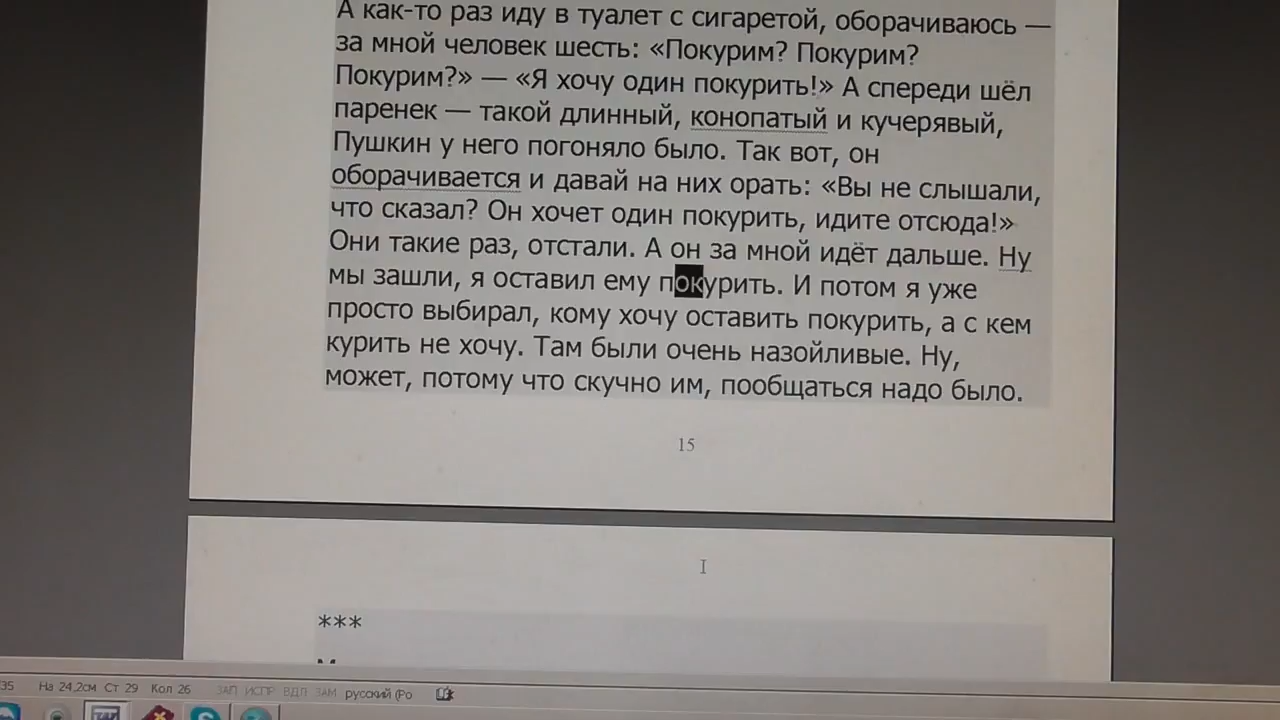 А как-то раз иду в туалет с сигаретой, оборачиваюсь —
за мной человек шесть: «Покурим? Покурим?
Покурим?» — «Я хочу один покурить!» А спереди шёл
паренек — такой длинный, конопатый и кучерявый,
Пушкин у него погоняло было. Так вот, он
оборачивается и давай на них орать: «Вы не слышали,
что сказал? Он хочет один покурить, идите отсюда!»
Они такие раз, отстали. А он за мной идёт дальше. Ну
мы зашли, я оставил ему покурить. И потом я уже
просто выбирал, кому хочу оставить покурить, а с кем
курить не хочу. Там были очень назойливые. Ну,
может, потому что скучно им, пообщаться надо было.
15
***
35 На 24,2см Ст 29 Кол 26 ЗАП ИСПР ВДЛ ЗАМ русский (Ро